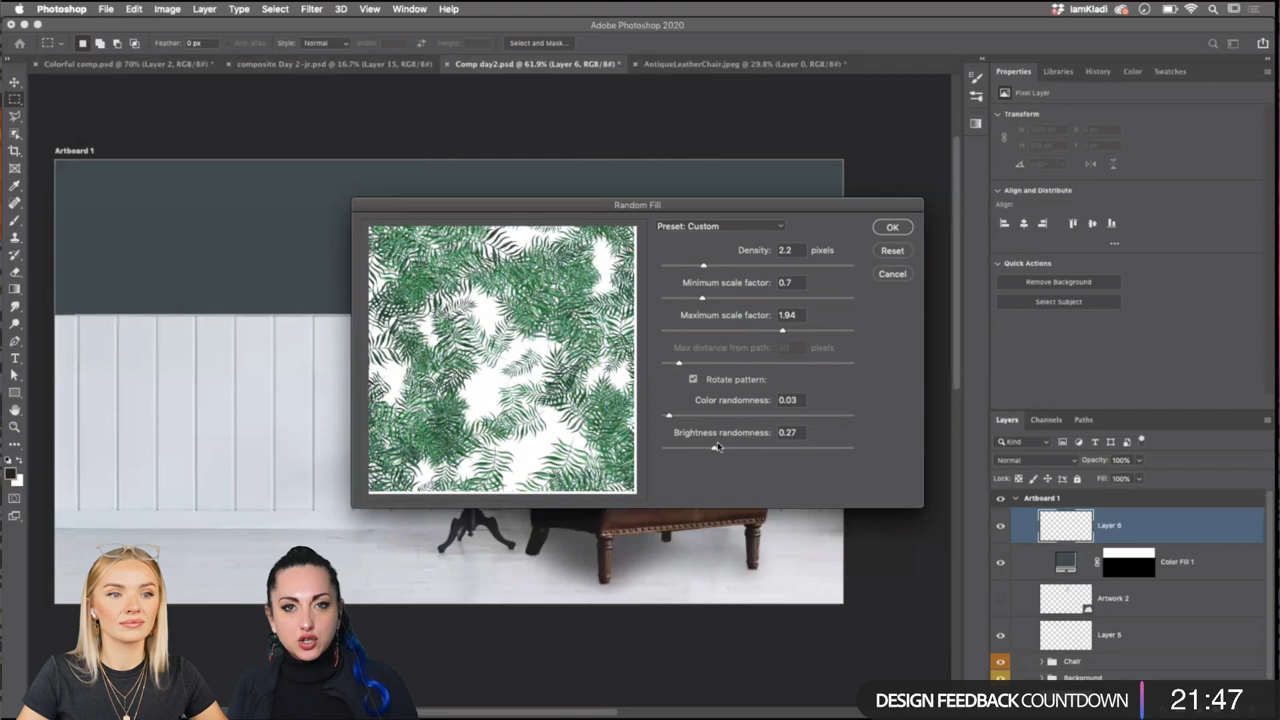 Photoshop File Edit Image Layer Type Select Filter 3D View Window Help IamKladi
Adobe Photoshop 2020
Feather: 0 px Anti-alias Style: Normal Width: Height: Select and Mask...
Colorful comp.psd @ 70% (Layer 2, RGB/8#) * composite Day 2-jr.psd @ 16.7% (Layer 15, RGB/8#) Comp day2.psd @ 61.9% (Layer 6, RGB/8#) * AntiqueLeatherChair.jpeg @ 29.8% (Layer 0, RGB/8#) *
Properties Libraries History Color Swatches
Pixel Layer
Transform
Artboard 1
Align and Distribute
Align:
Random Fill
Preset: Custom
OK
Density: 2.2 pixels
Reset
Quick Actions
Cancel
Remove Background
Minimum scale factor: 0.7
Select Subject
Maximum scale factor: 1.94
Max distance from path: 20 pixels
Rotate pattern:
Color randomness: 0.03
Brightness randomness: 0.27
Layers Channels Paths
Kind
Normal Opacity: 100%
Lock: Fill: 100%
Artboard 1
Layer 6
Color Fill 1
Artwork 2
Layer 5
Chair
Background
DESIGN FEEDBACK COUNTDOWN 21:47